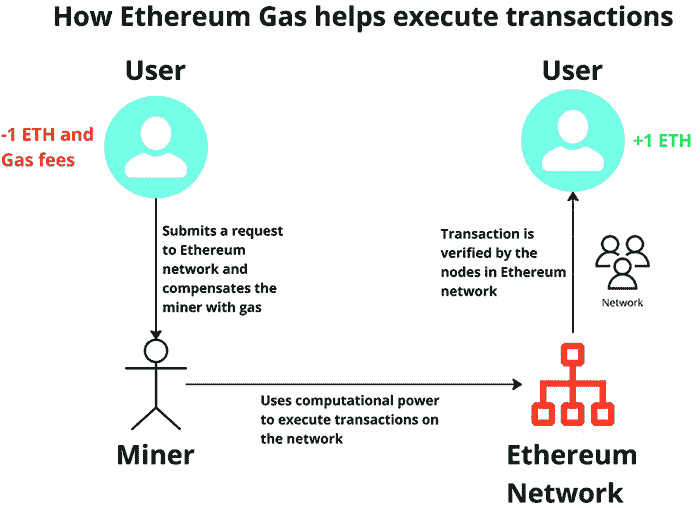 How Ethereum Gas helps execute transactions
User
User
-1 ETH and
Gas fees
+1 ETH
Submits a request
to Ethereum
network and
compensates the
miner with gas
Transaction is
verified by the
nodes in Ethereum
network
Network
Uses computational power
to execute transactions on
the network
Miner
Ethereum
Network